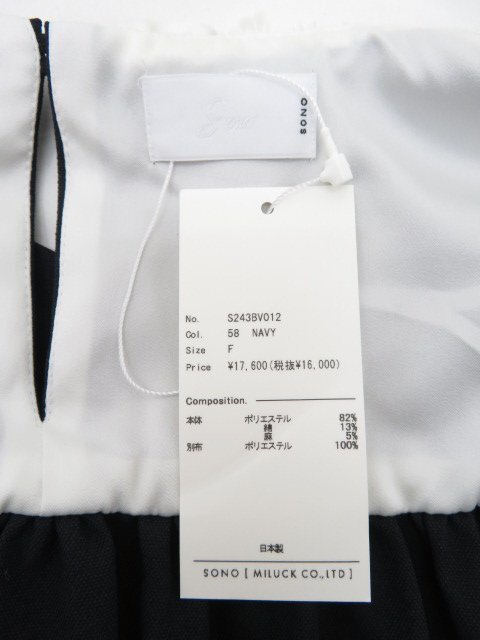 Sono
SONO
No. S243BV012
Col. 58 NAVY
Size F
Price ¥17,600(税抜¥16,000)
Composition.
本体 ポリエステル 82%
綿 13%
麻 5%
別布 ポリエステル 100%
日本製
SONO [ MILUCK CO.,LTD ]